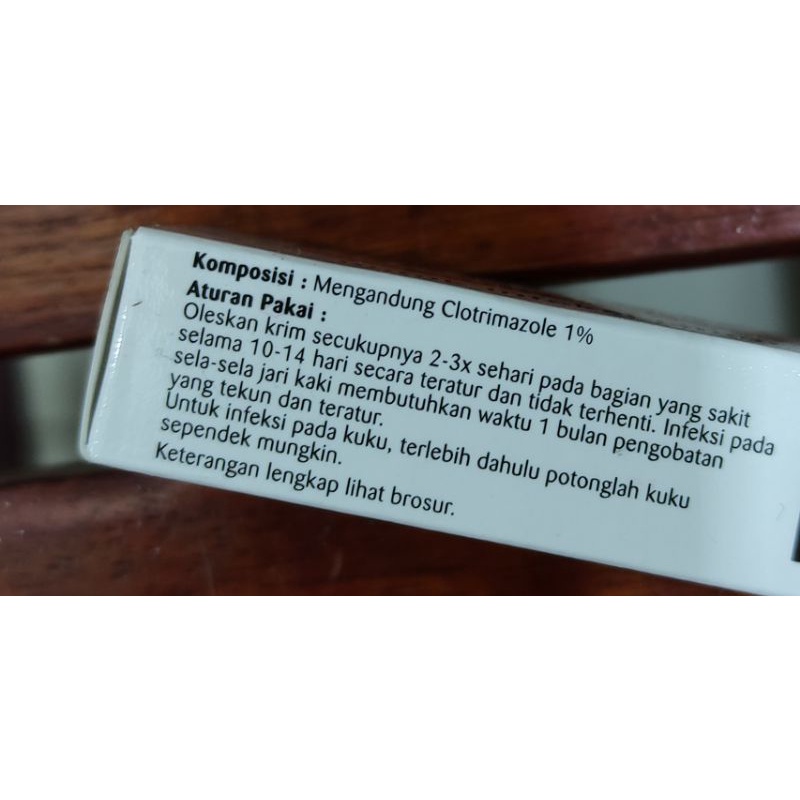 Komposisi : Mengandung Clotrimazole 1%
Aturan Pakai :
Oleskan krim secukupnya 2-3x sehari pada bagian yang sakit
selama 10-14 hari secara teratur dan tidak terhenti. Infeksi pada
sela-sela jari kaki membutuhkan waktu 1 bulan pengobatan
yang tekun dan teratur.
Untuk infeksi pada kuku, terlebih dahulu potonglah kuku
sependek mungkin.
Keterangan lengkap lihat brosur.